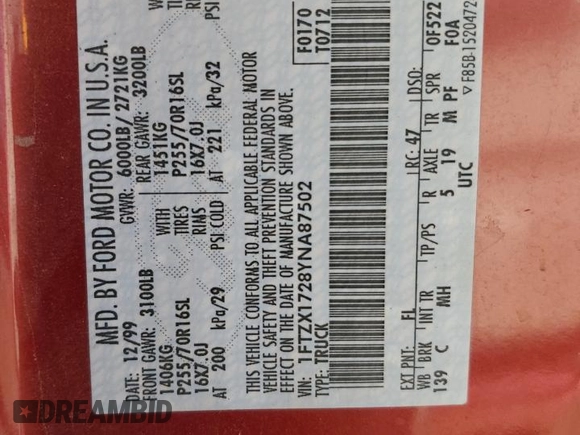 MFD. BY FORD MOTOR CO. IN U.S.A.
DATE: 12/99 GVWR: 6000LB/ 2721KG
FRONT GAWR: 3100LB REAR GAWR: 3200LB
1406KG WITH 1451KG WITH
P255/70R16SL TIRES P255/70R16SL
16X7.0J RIMS 16X7.0J
AT 200 kPa/29 PSI COLD AT 221 kPa/32
THIS VEHICLE CONFORMS TO ALL APPLICABLE FEDERAL MOTOR
VEHICLE SAFETY AND THEFT PREVENTION STANDARDS IN
EFFECT ON THE DATE OF MANUFACTURE SHOWN ABOVE.
VIN: 1FTZX1728YNA87502 F0170
TYPE: TRUCK T0712
EXT PNT: FL RC: 47 DSO:
WB BRK INT TR TP/PS R AXLE TR SPR 0F522
139 C MH 5 19 M PF F0A
UTC ▽ F85B-1520472
DREAMBID